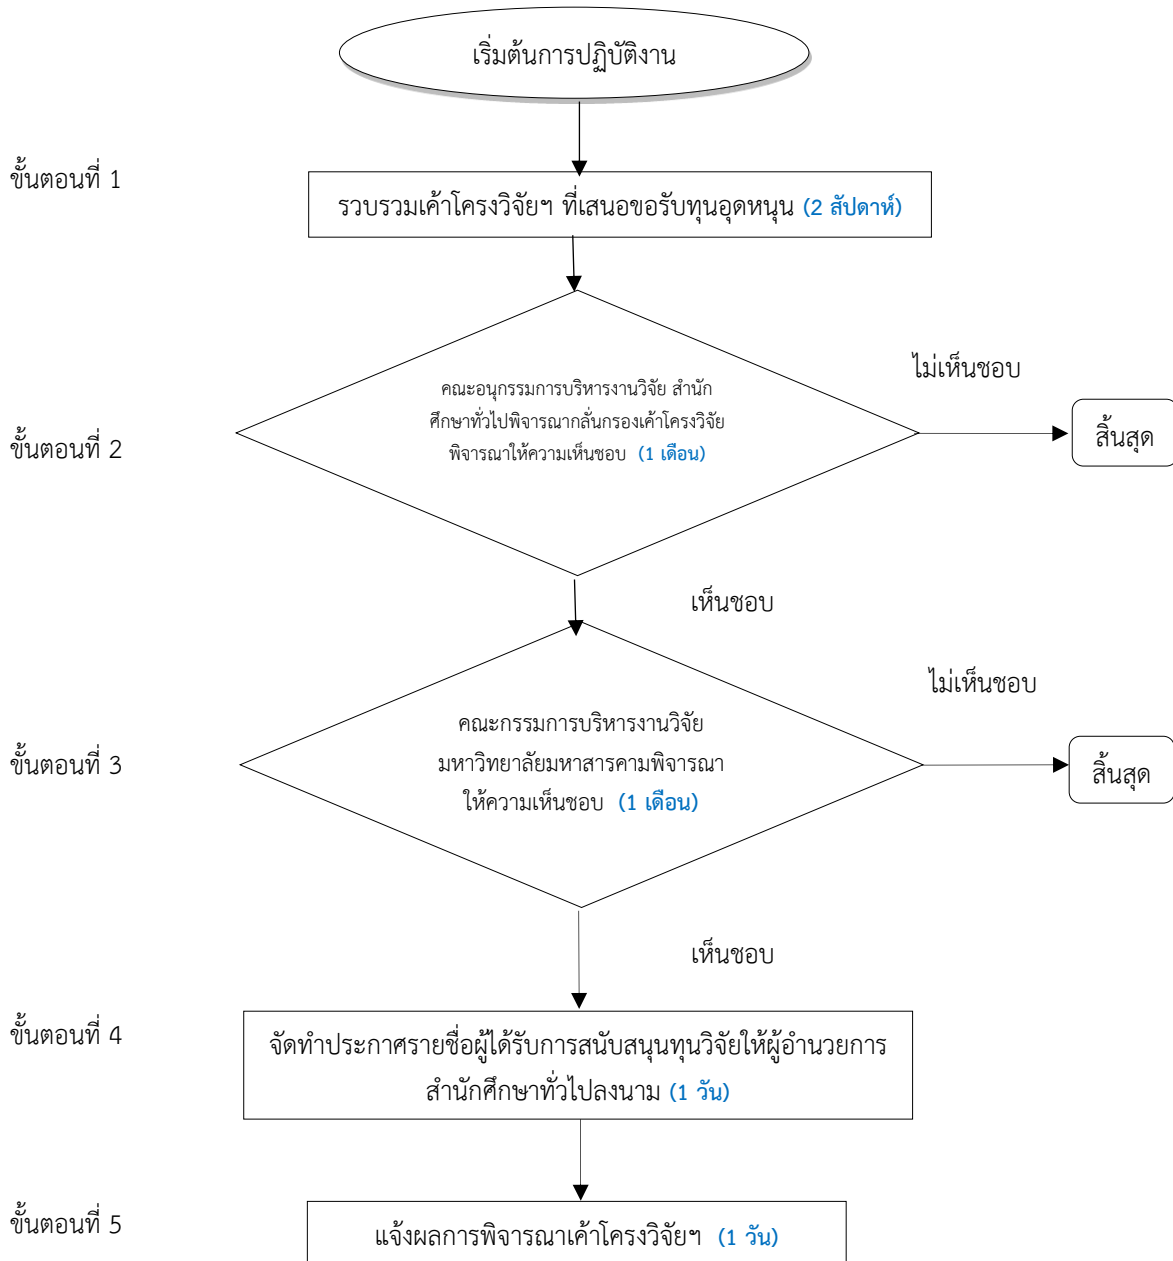 เริ่มต้นการปฏิบัติงาน
ขั้นตอนที่ 1
รวบรวมเค้าโครงวิจัยฯ ที่เสนอขอรับทุนอุดหนุน (2 สัปดาห์)
ไม่เห็นชอบ
คณะอนุกรรมการบริหารงานวิจัย สำนัก
ศึกษาทั่วไปพิจารณากลั่นกรองเค้าโครงวิจัย
พิจารณาให้ความเห็นชอบ (1 เดือน)
ขั้นตอนที่ 2
สิ้นสุด
เห็นชอบ
ไม่เห็นชอบ
คณะกรรมการบริหารงานวิจัย
มหาวิทยาลัยมหาสารคามพิจารณา
ให้ความเห็นชอบ (1 เดือน)
ขั้นตอนที่ 3
สิ้นสุด
เห็นชอบ
ขั้นตอนที่ 4
จัดทำประกาศรายชื่อผู้ได้รับการสนับสนุนทุนวิจัยให้ผู้อำนวยการ
สำนักศึกษาทั่วไปลงนาม (1 วัน)
ขั้นตอนที่ 5
แจ้งผลการพิจารณาเค้าโครงวิจัยฯ (1 วัน)